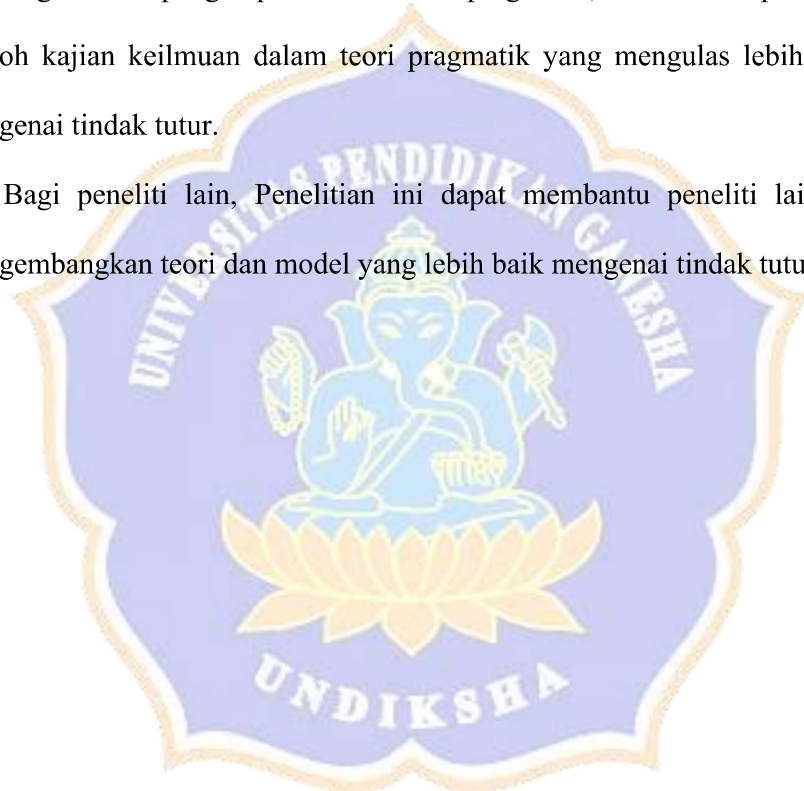 oh kajian keilmuan dalam teori pragmatik yang mengulas lebih
genai tindak tutur.
Bagi peneliti lain, Penelitian ini dapat membantu peneliti lai
gembangkan teori dan model yang lebih baik mengenai tindak tutu
UNIVERSITAS PENDIDIKAN GANESHA
UNDIKSHA